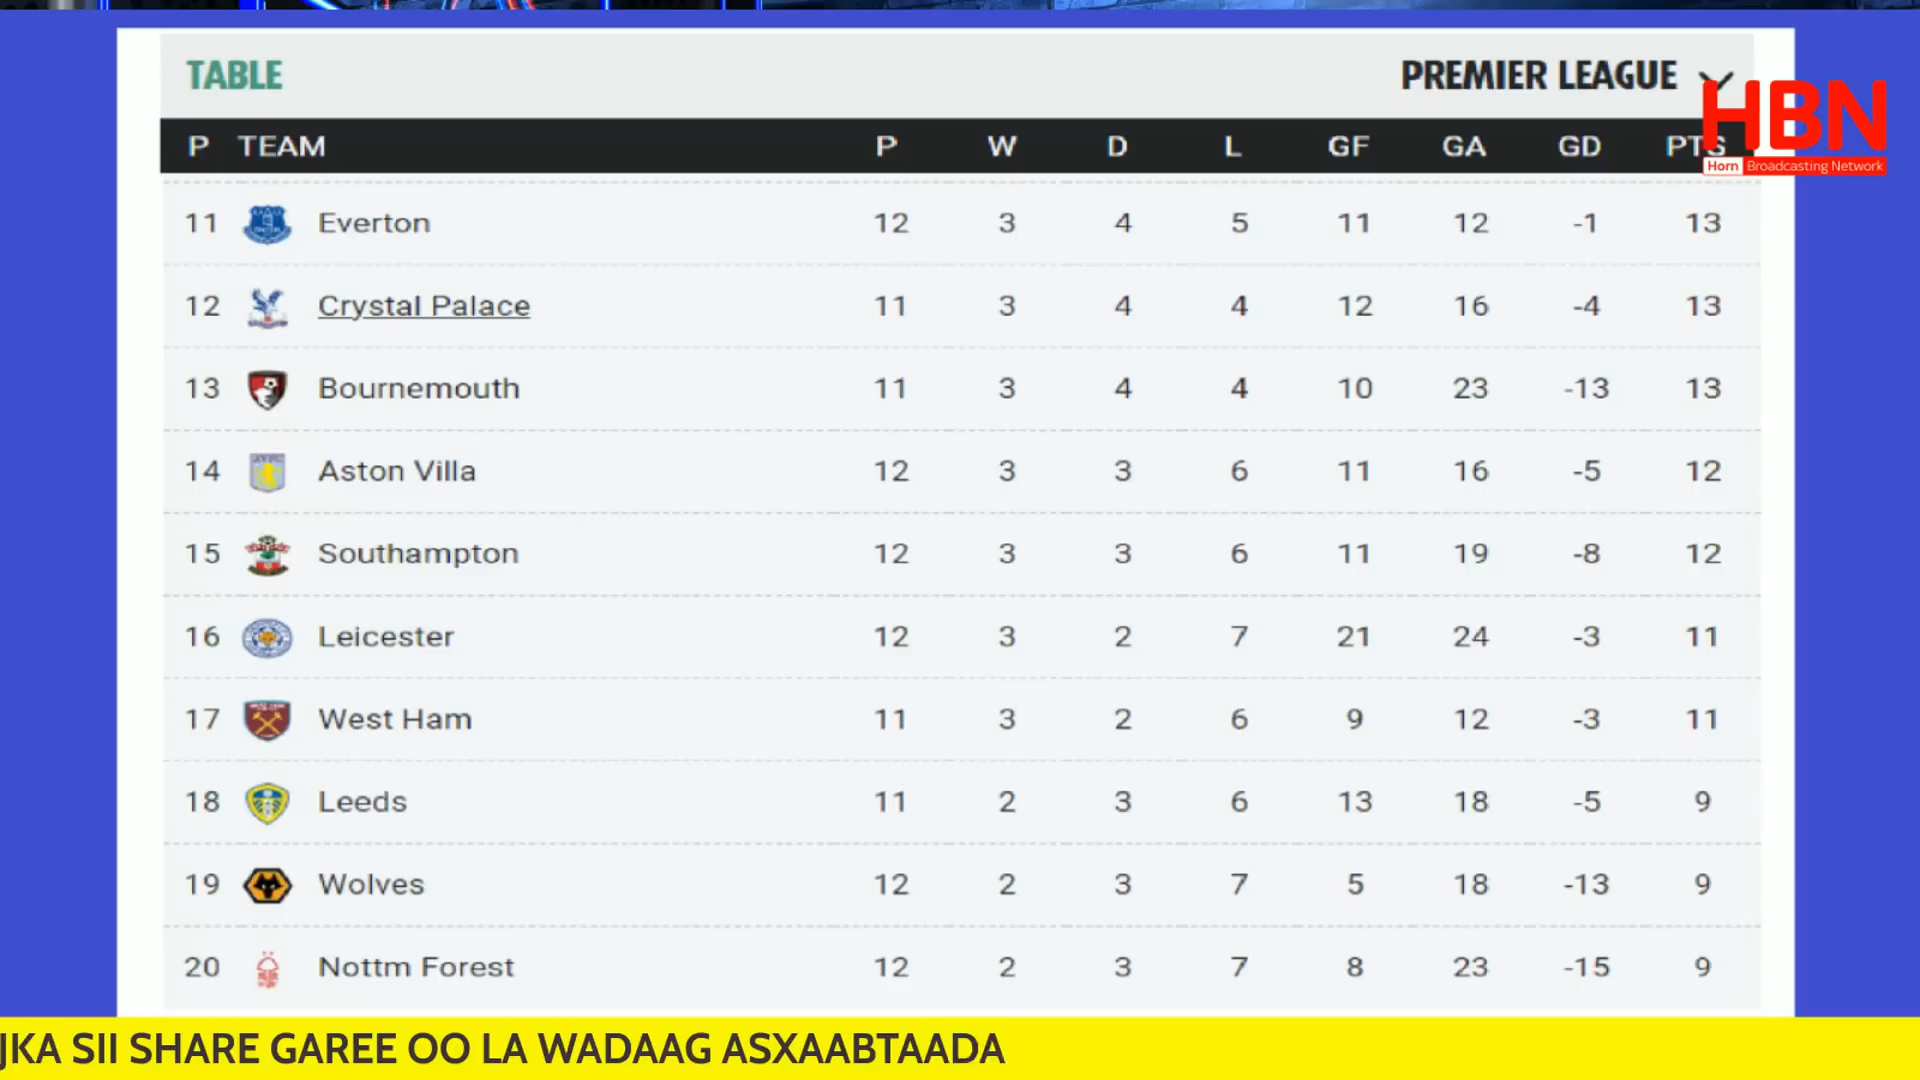 TABLE PREMIER LEAGUE
HBN
Horn Broadcasting Network
P TEAM P W D L GF GA GD PTS
11 Everton 12 3 4 5 11 12 -1 13
12 Crystal Palace 11 3 4 4 12 16 -4 13
13 Bournemouth 11 3 4 4 10 23 -13 13
14 Aston Villa 12 3 3 6 11 16 -5 12
15 Southampton 12 3 3 6 11 19 -8 12
16 Leicester 12 3 2 7 21 24 -3 11
17 West Ham 11 3 2 6 9 12 -3 11
18 Leeds 11 2 3 6 13 18 -5 9
19 Wolves 12 2 3 7 5 18 -13 9
20 Nottm Forest 12 2 3 7 8 23 -15 9
JKA SII SHARE GAREE OO LA WADAAG ASXAABTAADA